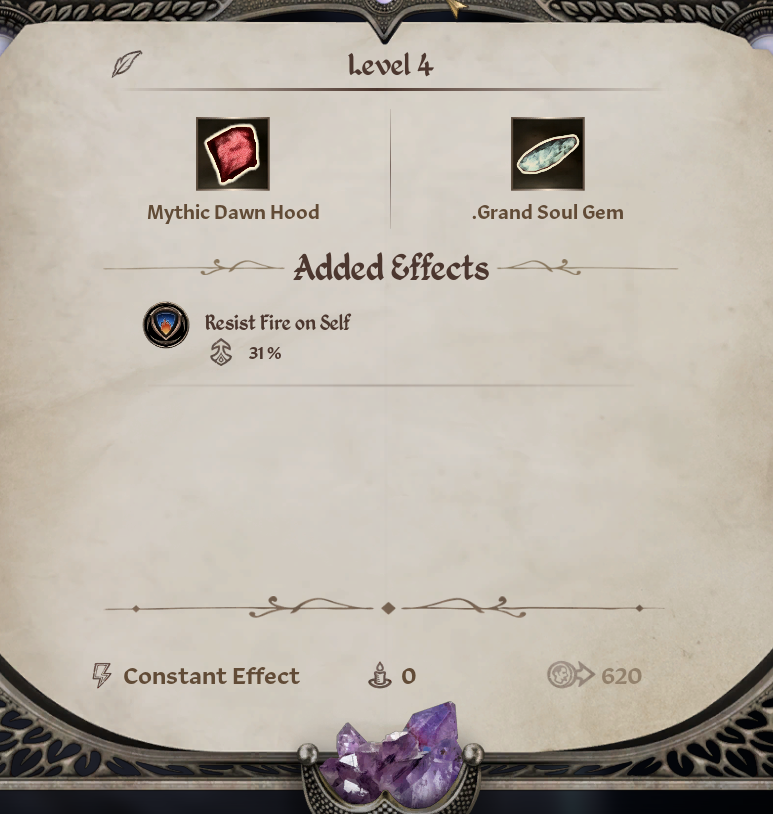 Level 4
Mythic Dawn Hood
.Grand Soul Gem
Added Effects
Resist Fire on Self
31 %
Constant Effect
0
620